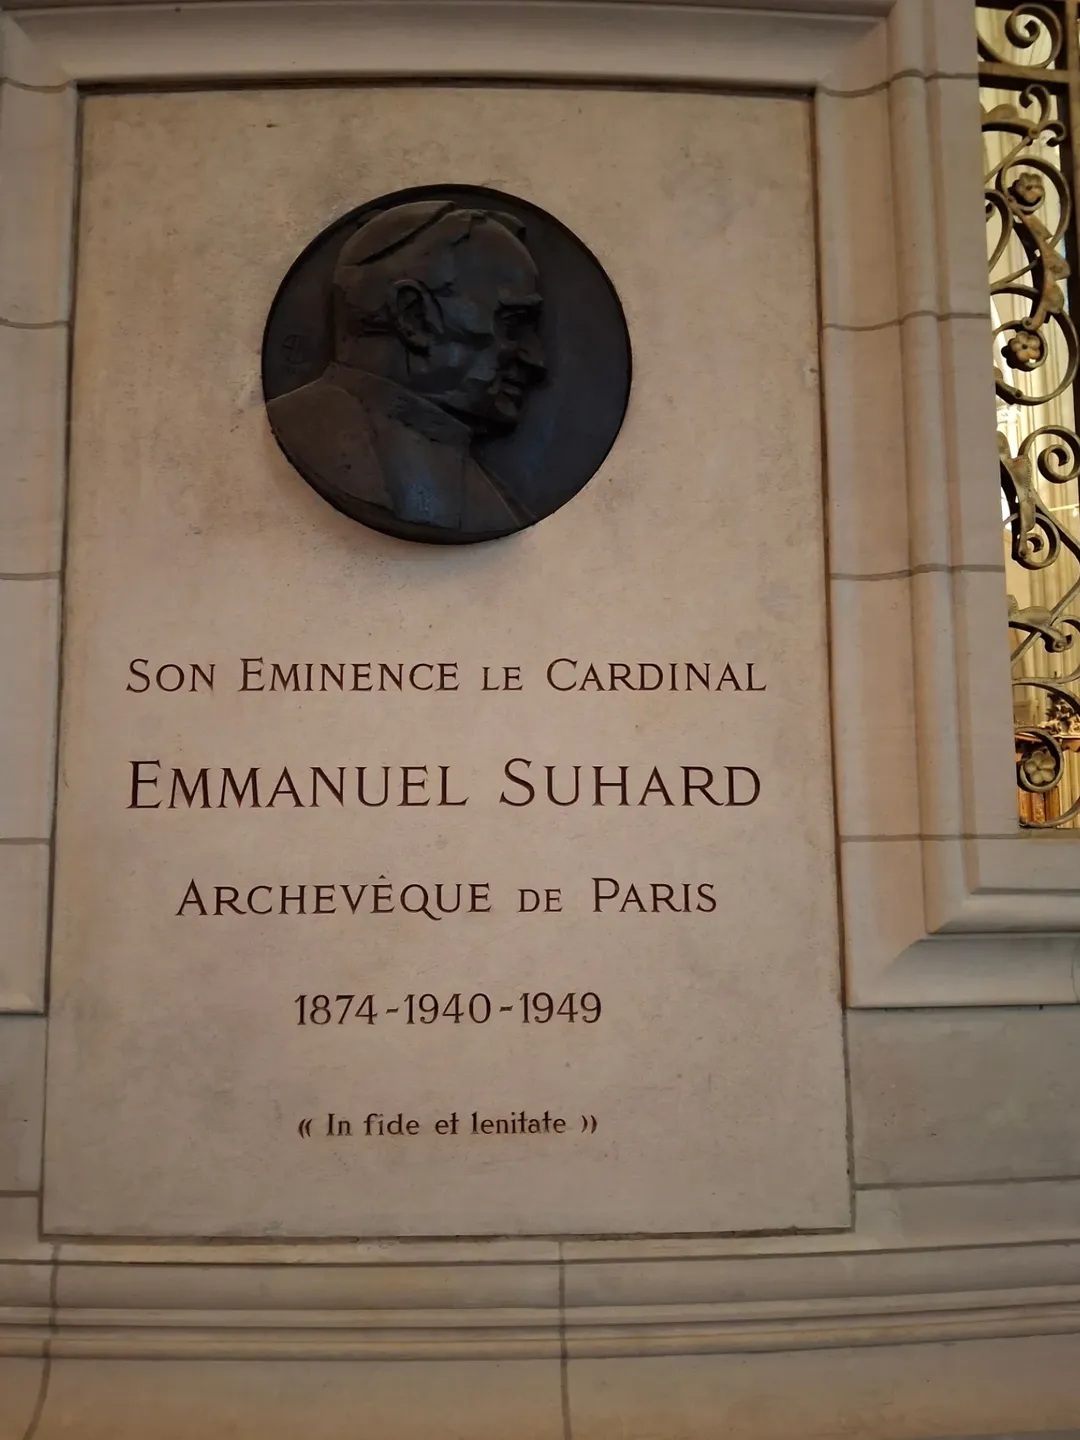 SON EMINENCE LE CARDINAL
EMMANUEL SUHARD
ARCHEVÊQUE DE PARIS
1874-1940-1949
« In fide et lenitate »